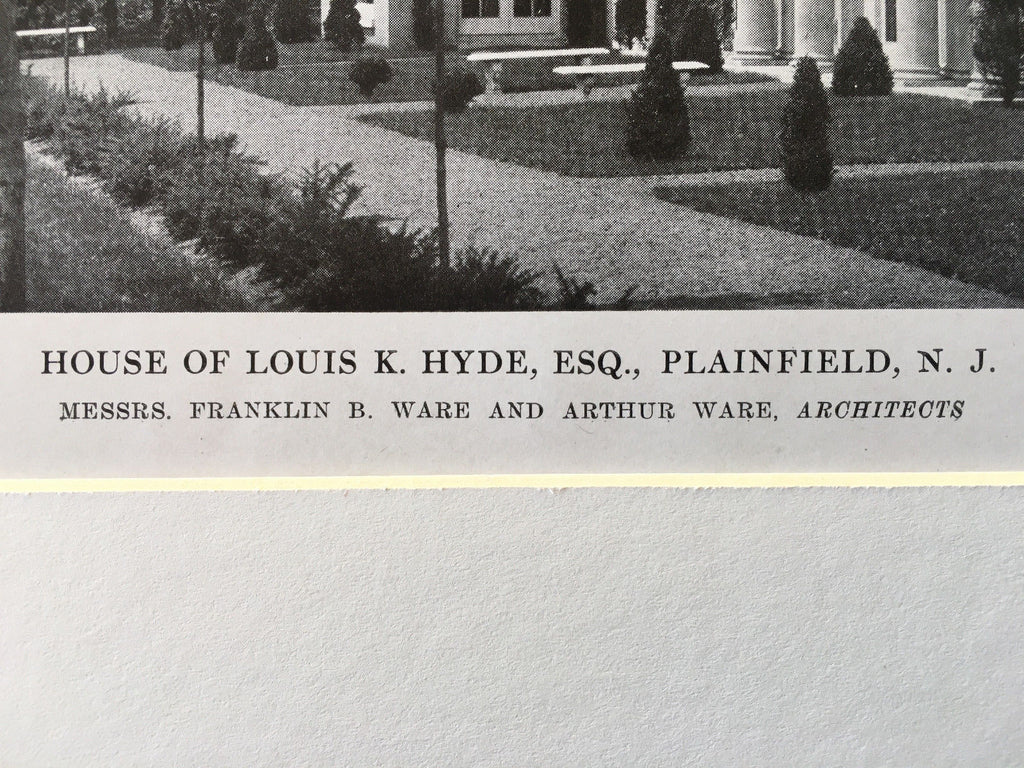 HOUSE OF LOUIS K. HYDE, ESQ., PLAINFIELD, N. J.
MESSRS. FRANKLIN B. WARE AND ARTHUR WARE, ARCHITECTS